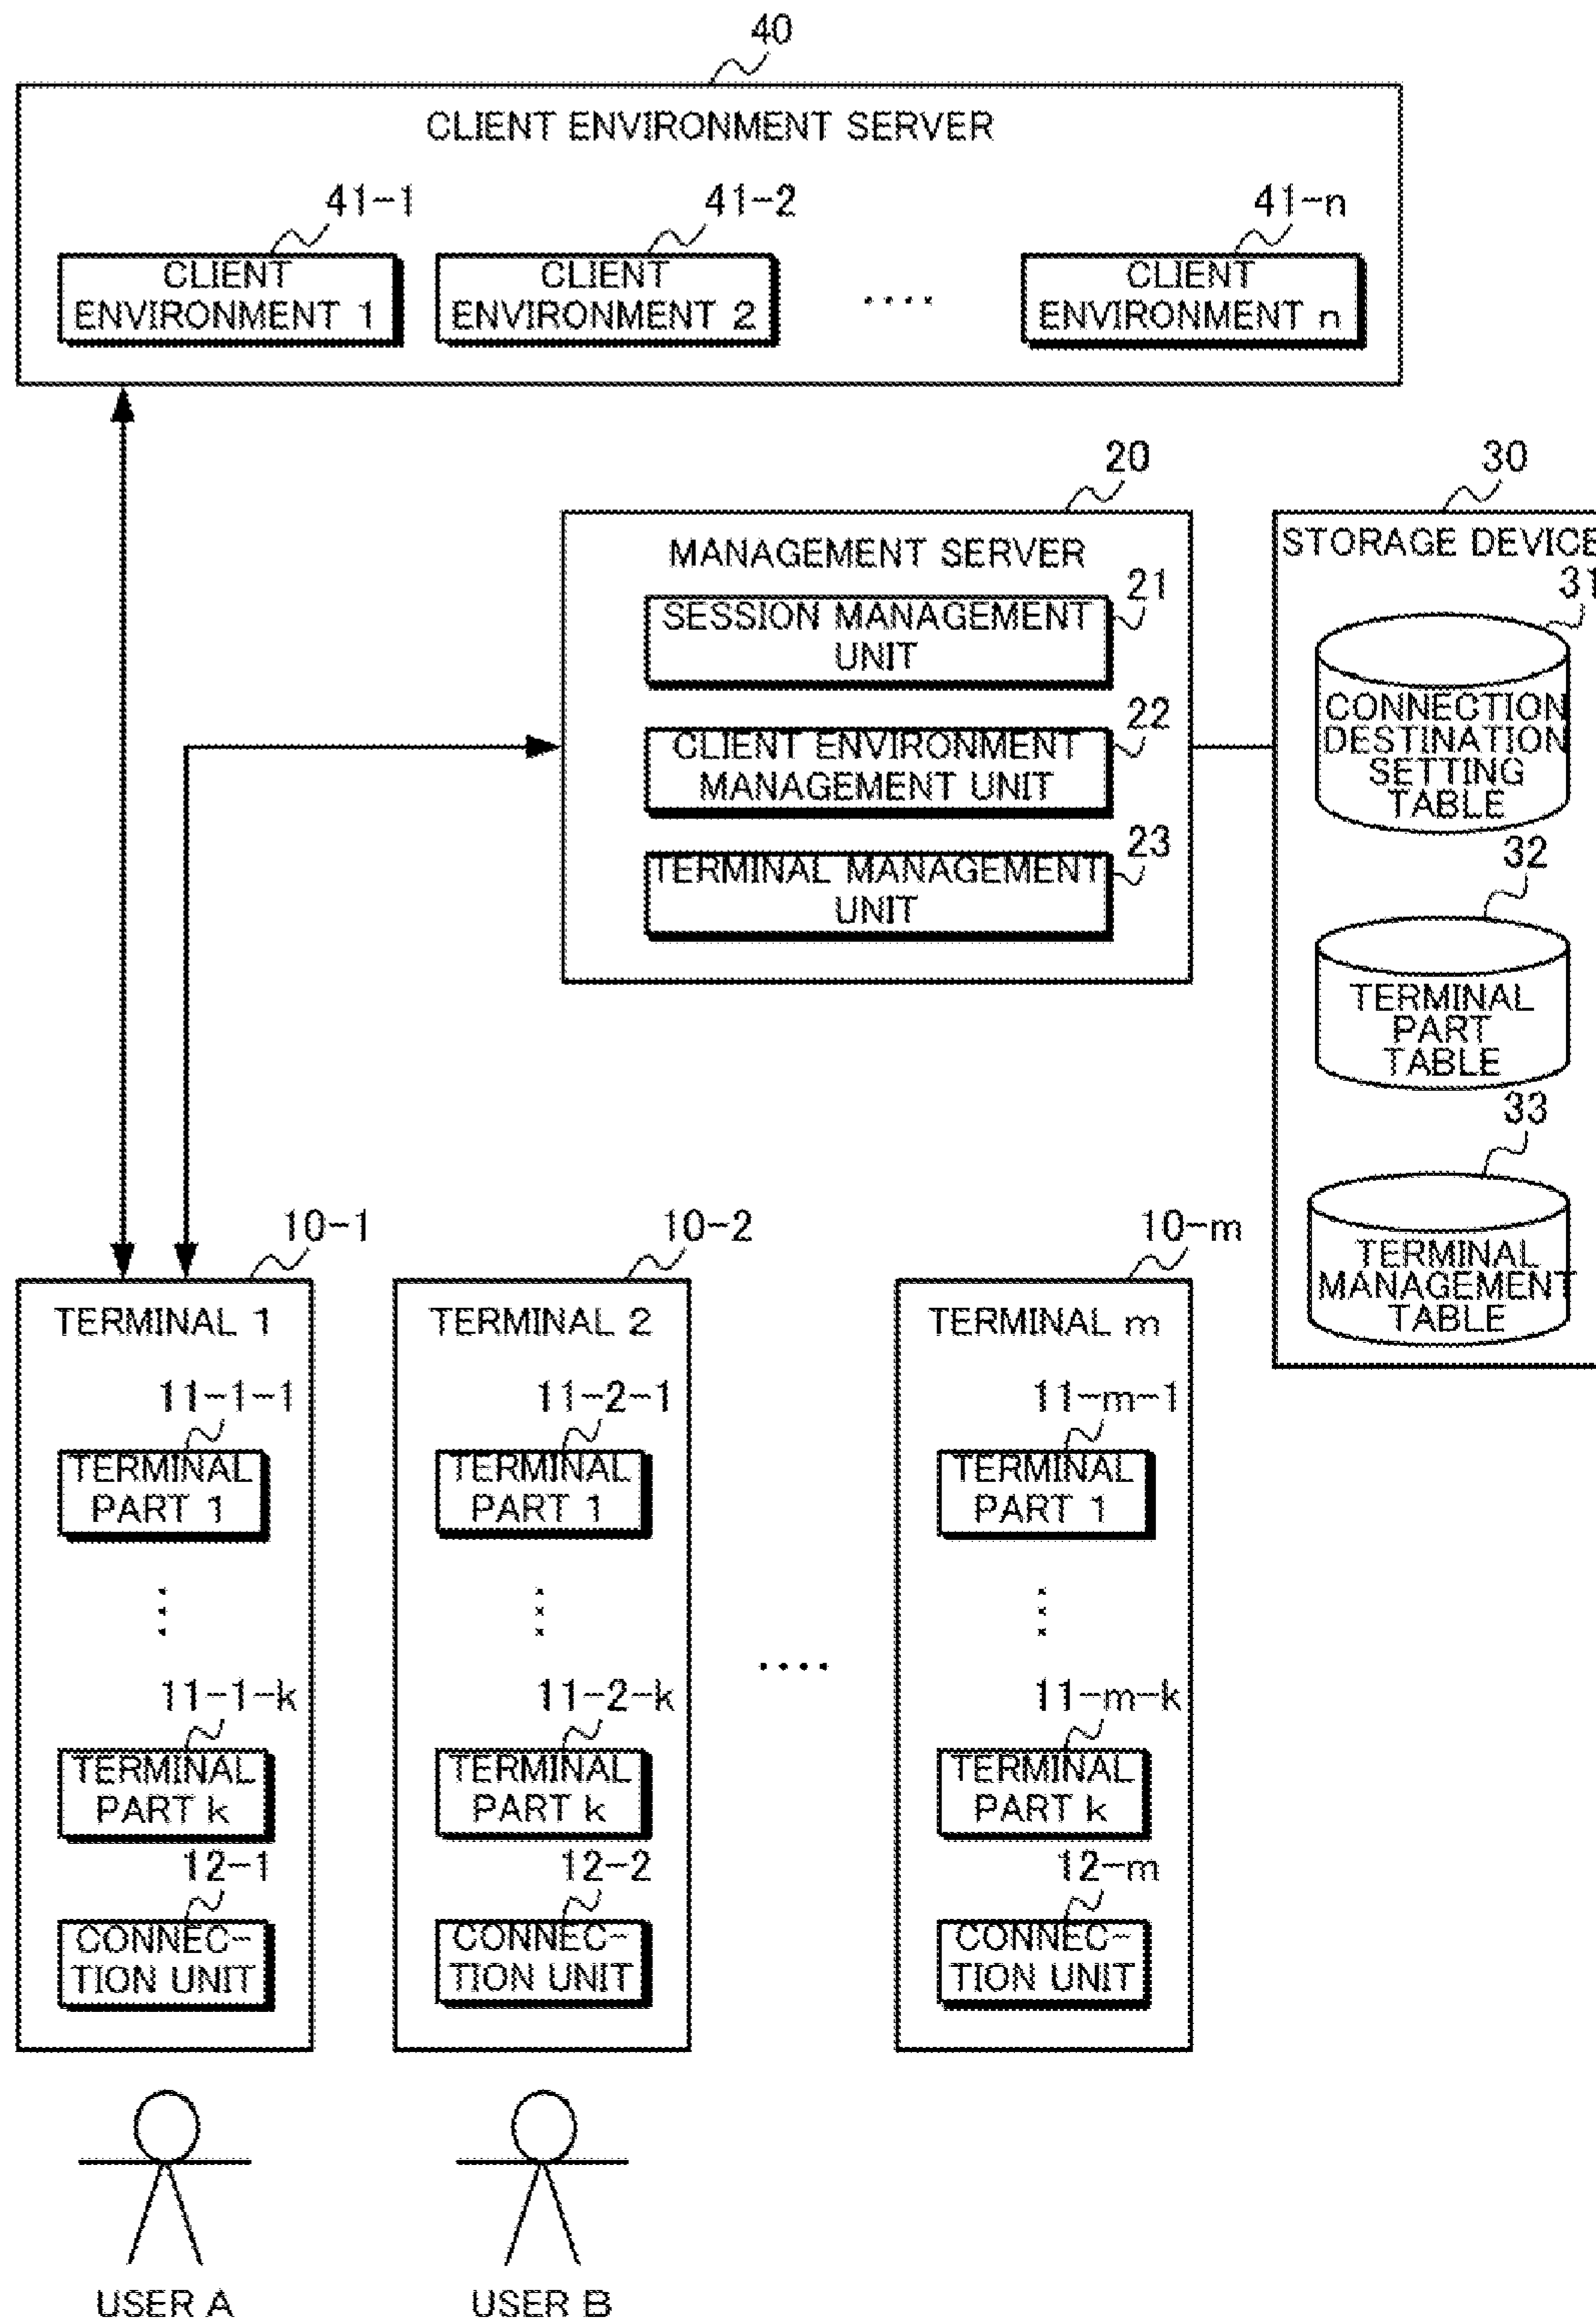 40
CLIENT ENVIRONMENT SERVER
41-1
41-2
41-n
CLIENT
ENVIRONMENT 1
CLIENT
ENVIRONMENT 2
....
CLIENT
ENVIRONMENT n
20
30
MANAGEMENT SERVER
21
SESSION MANAGEMENT
UNIT
22
CLIENT ENVIRONMENT
MANAGEMENT UNIT
23
TERMINAL MANAGEMENT
UNIT
STORAGE DEVICE
31
CONNECTION
DESTINATION
SETTING
TABLE
32
TERMINAL
PART
TABLE
33
TERMINAL
MANAGEMENT
TABLE
10-1
TERMINAL 1
11-1-1
TERMINAL
PART 1
11-1-k
TERMINAL
PART k
12-1
CONNEC-
TION UNIT
10-2
TERMINAL 2
11-2-1
TERMINAL
PART 1
11-2-k
TERMINAL
PART k
12-2
CONNEC-
TION UNIT
....
10-m
TERMINAL m
11-m-1
TERMINAL
PART 1
11-m-k
TERMINAL
PART k
12-m
CONNEC-
TION UNIT
USER A
USER B